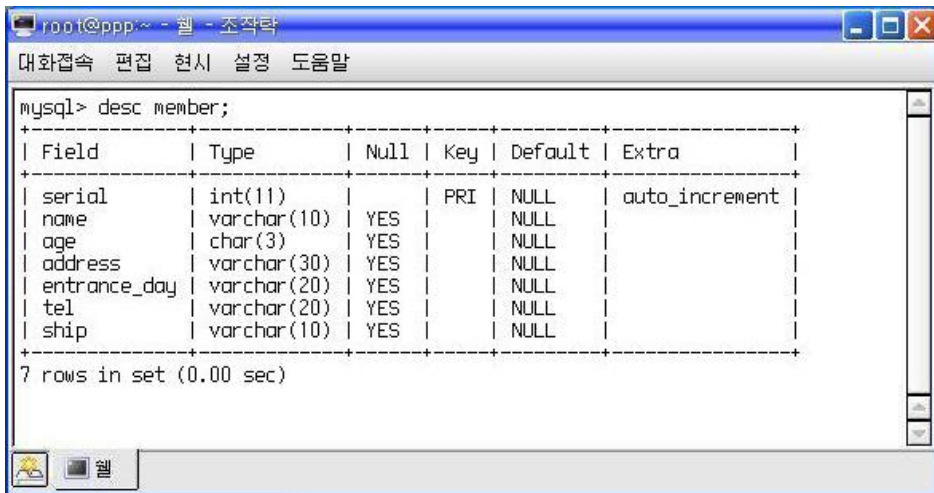 root@ppp:~ - 웰 - 조작탁
대화접속 편집 현시 설정 도움말
mysql> desc member;
+--------------+-------------+------+-----+---------+----------------+
| Field | Type | Null | Key | Default | Extra |
+--------------+-------------+------+-----+---------+----------------+
| serial | int(11) | | PRI | NULL | auto_increment |
| name | varchar(10) | YES | | NULL | |
| age | char(3) | YES | | NULL | |
| address | varchar(30) | YES | | NULL | |
| entrance_day | varchar(20) | YES | | NULL | |
| tel | varchar(20) | YES | | NULL | |
| ship | varchar(10) | YES | | NULL | |
+--------------+-------------+------+-----+---------+----------------+
7 rows in set (0.00 sec)
웰